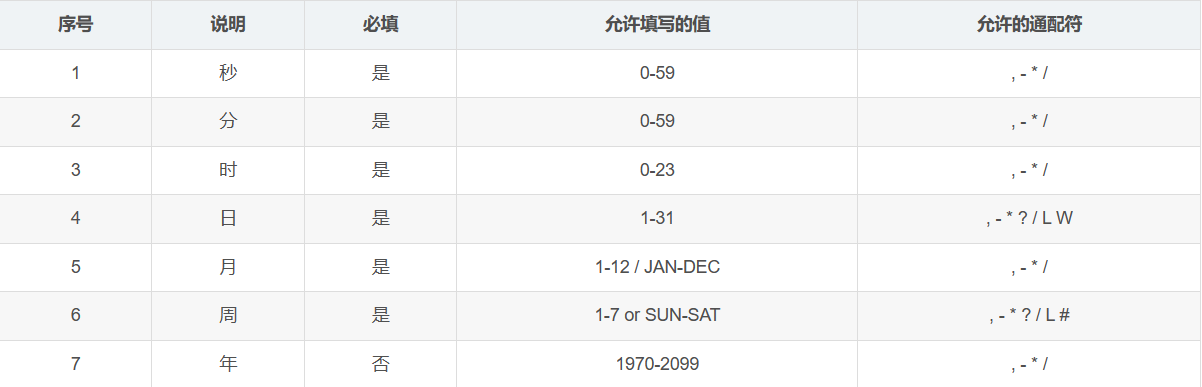 序号 说明 必填 允许填写的值 允许的通配符
1 秒 是 0-59 , - * /
2 分 是 0-59 , - * /
3 时 是 0-23 , - * /
4 日 是 1-31 , - * ? / L W
5 月 是 1-12 / JAN-DEC , - * /
6 周 是 1-7 or SUN-SAT , - * ? / L #
7 年 否 1970-2099 , - * /